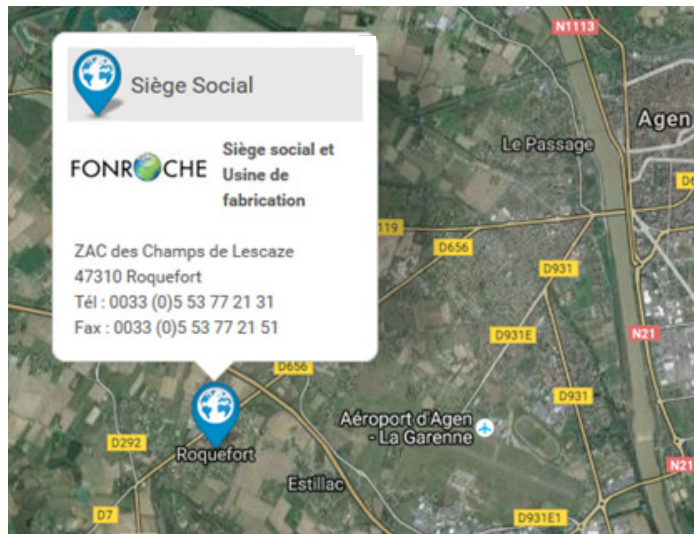 Siège Social
FONROCHE
Siège social et
Usine de
fabrication
ZAC des Champs de Lescaze
47310 Roquefort
Tél : 0033 (0)5 53 77 21 31
Fax : 0033 (0)5 53 77 21 51
N1113
Agen
Le Passage
119
D656
D931
D931E
N21
D656
D931
Aéroport d'Agen
- La Garenne
D292
Roquefort
N21
Estillac
D7
D931E1